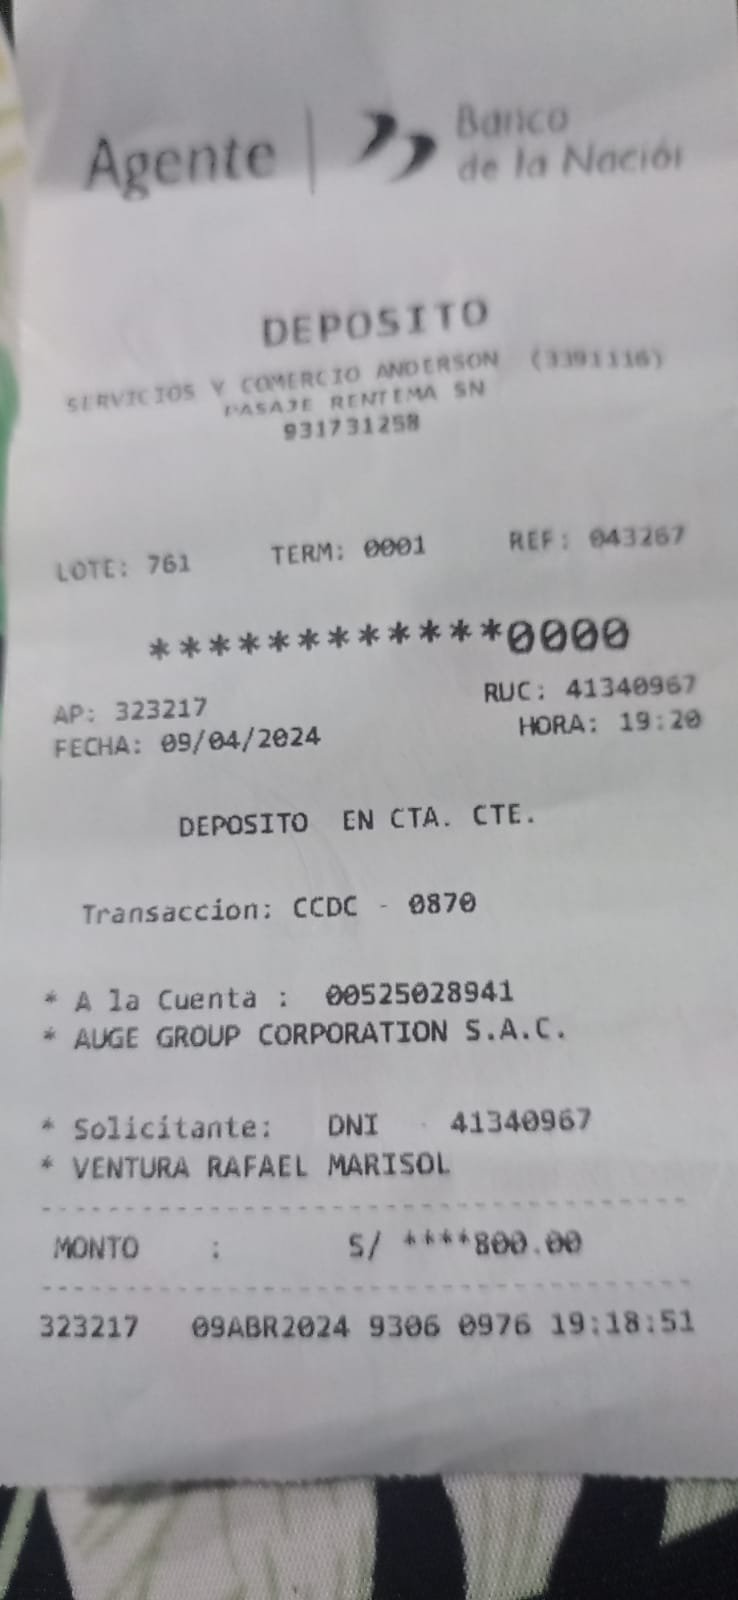 Agente | Banco
de la Nación
DEPOSITO
SERVICIOS Y COMERCIO ANDERSON (3391116)
PASAJE RENTEMA SN
931731258
LOTE: 761 TERM: 0001 REF: 043267
************0000
AP: 323217 RUC: 41340967
FECHA: 09/04/2024 HORA: 19:20
DEPOSITO EN CTA. CTE.
Transaccion: CCDC - 0870
* A la Cuenta : 00525028941
* AUGE GROUP CORPORATION S.A.C.
* Solicitante: DNI - 41340967
* VENTURA RAFAEL MARISOL
MONTO : S/ ****800.00
323217 09ABR2024 9306 0976 19:18:51